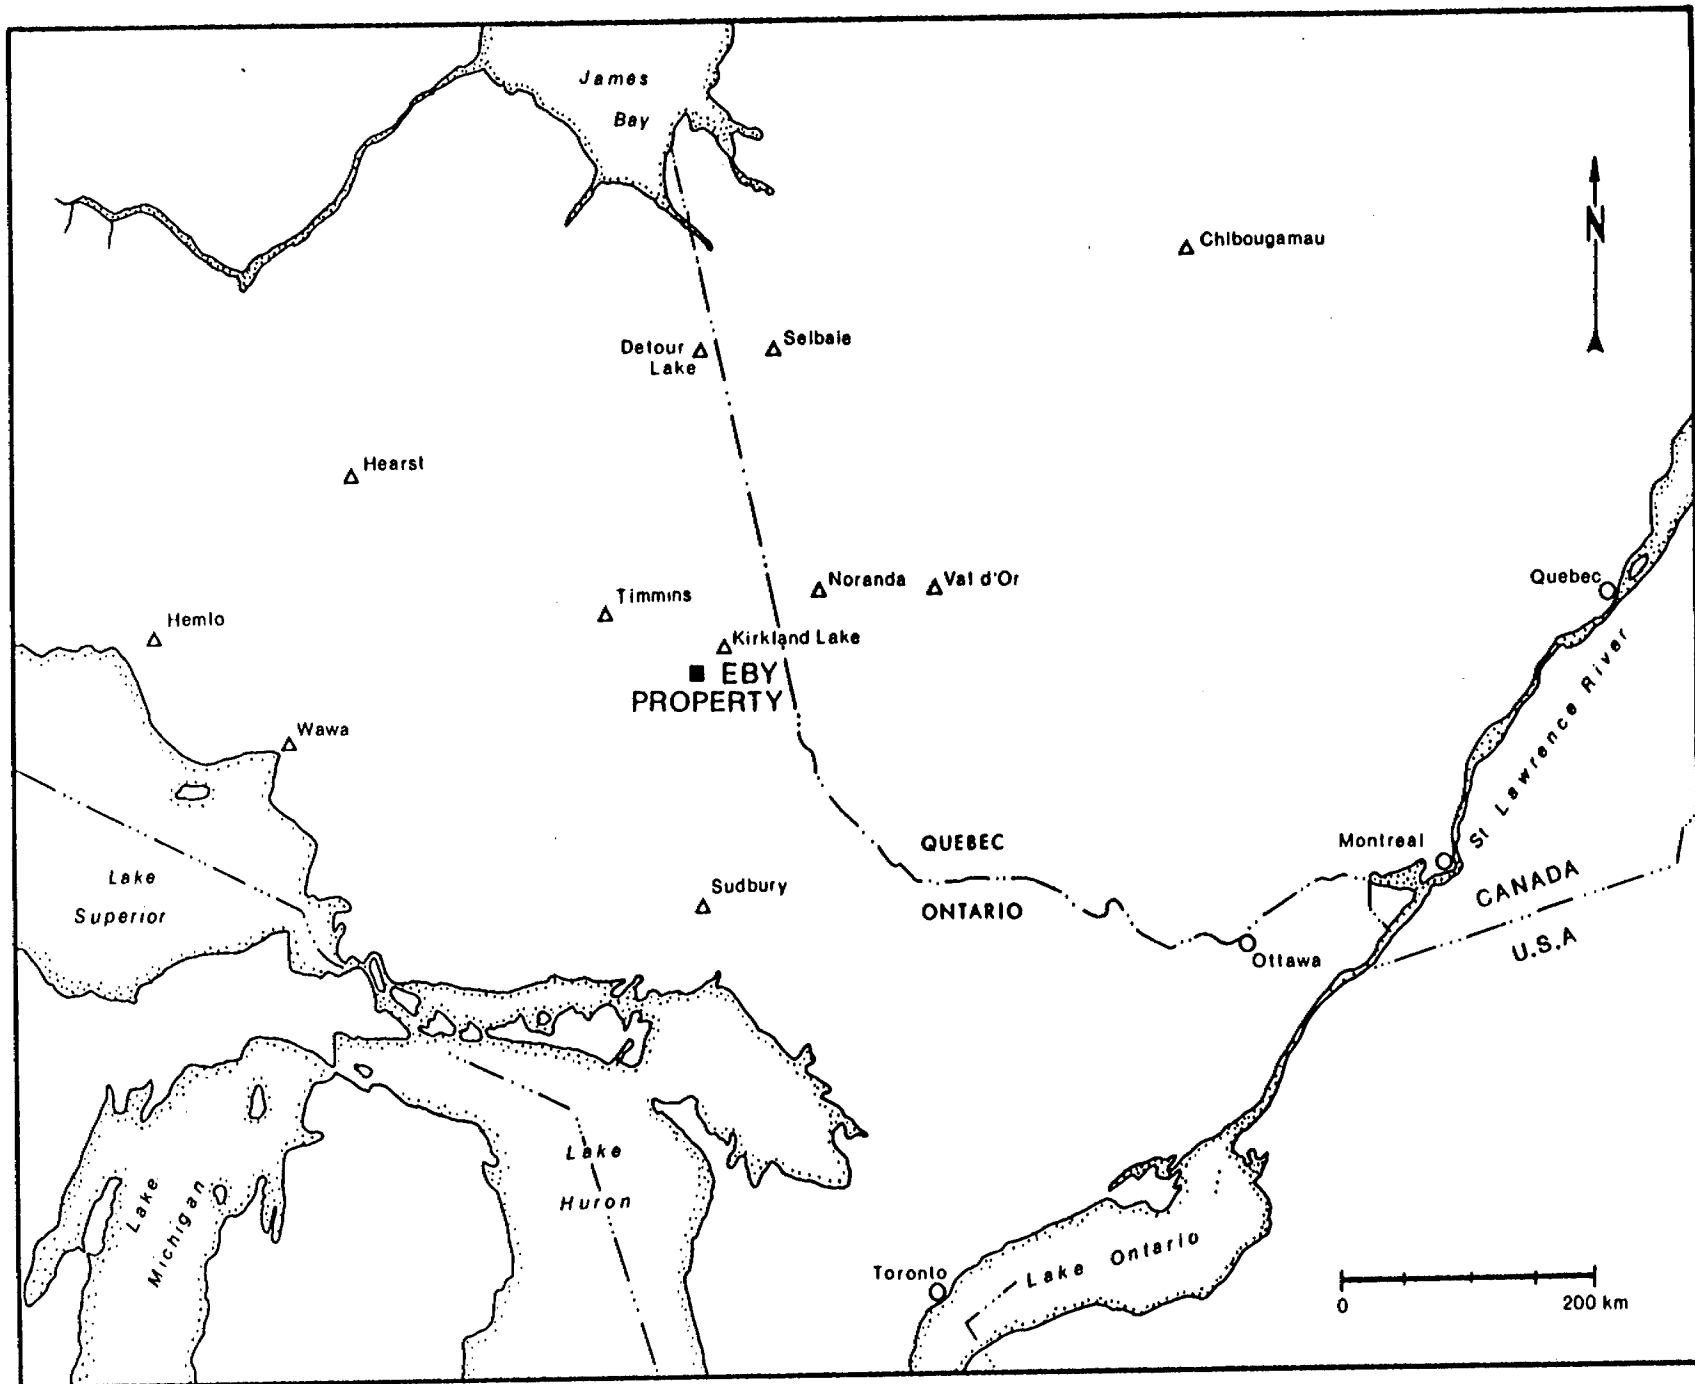 James
Bay
N
Chibougamau
Detour
Lake
Selbaie
Hearst
Noranda
Val d'Or
Quebec
Timmins
Hemlo
Kirkland Lake
EBY
PROPERTY
Wawa
St Lawrence River
Montreal
QUEBEC
ONTARIO
CANADA
U.S.A
Lake
Superior
Sudbury
Ottawa
Lake
Huron
Lake
Michigan
Lake Ontario
Toronto
0 200 km